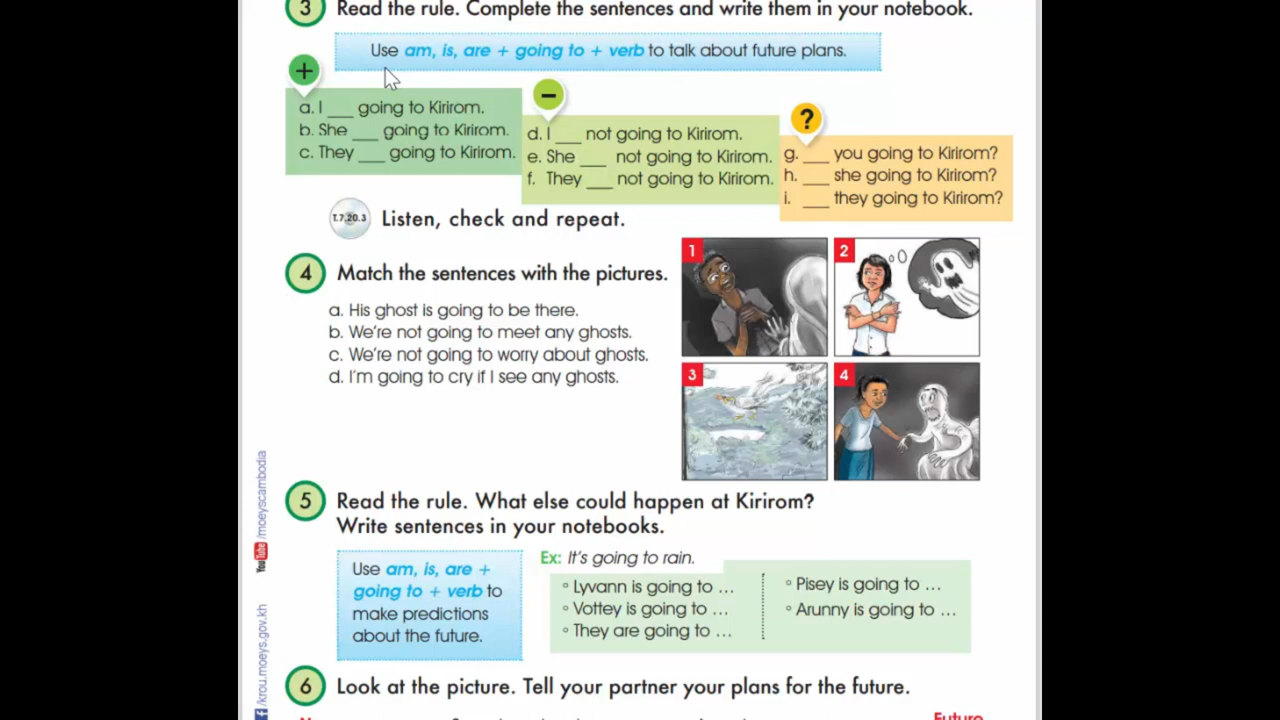 3 Read the rule. Complete the sentences and write them in your notebook.
Use am, is, are + going to + verb to talk about future plans.
+
a. I ___ going to Kirirom.
b. She ___ going to Kirirom.
c. They ___ going to Kirirom.
–
d. I ___ not going to Kirirom.
e. She ___ not going to Kirirom.
f. They ___ not going to Kirirom.
?
g. ___ you going to Kirirom?
h. ___ she going to Kirirom?
i. ___ they going to Kirirom?
T.7.20.3 Listen, check and repeat.
4 Match the sentences with the pictures.
a. His ghost is going to be there.
b. We're not going to meet any ghosts.
c. We're not going to worry about ghosts.
d. I'm going to cry if I see any ghosts.
1
2
3
4
5 Read the rule. What else could happen at Kirirom?
Write sentences in your notebooks.
Use am, is, are +
going to + verb to
make predictions
about the future.
Ex: It's going to rain.
° Lyvann is going to ...
° Vottey is going to ...
° They are going to ...
° Pisey is going to ...
° Arunny is going to ...
6 Look at the picture. Tell your partner your plans for the future.
Future
YouTube /moeyscambodia
f /krou.moeys.gov.kh